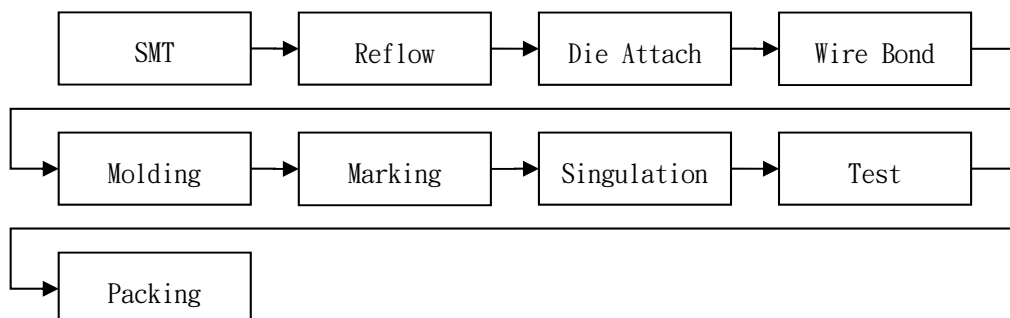 SMT
Reflow
Die Attach
Wire Bond
Molding
Marking
Singulation
Test
Packing